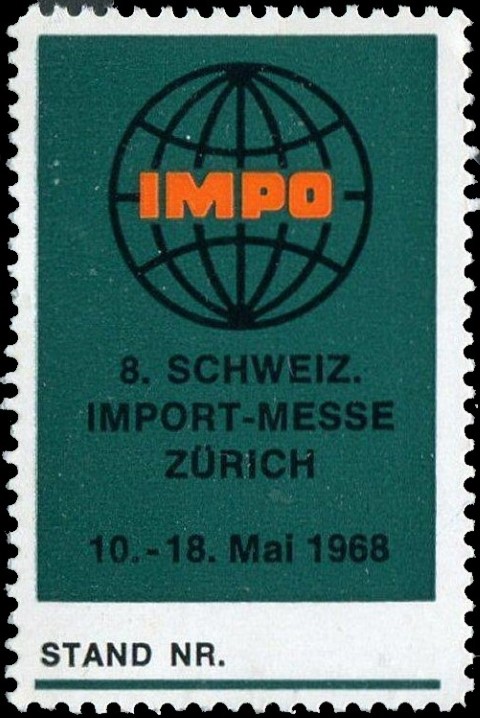 IMPO
8. SCHWEIZ.
IMPORT-MESSE
ZÜRICH
10.-18. Mai 1968
STAND NR.